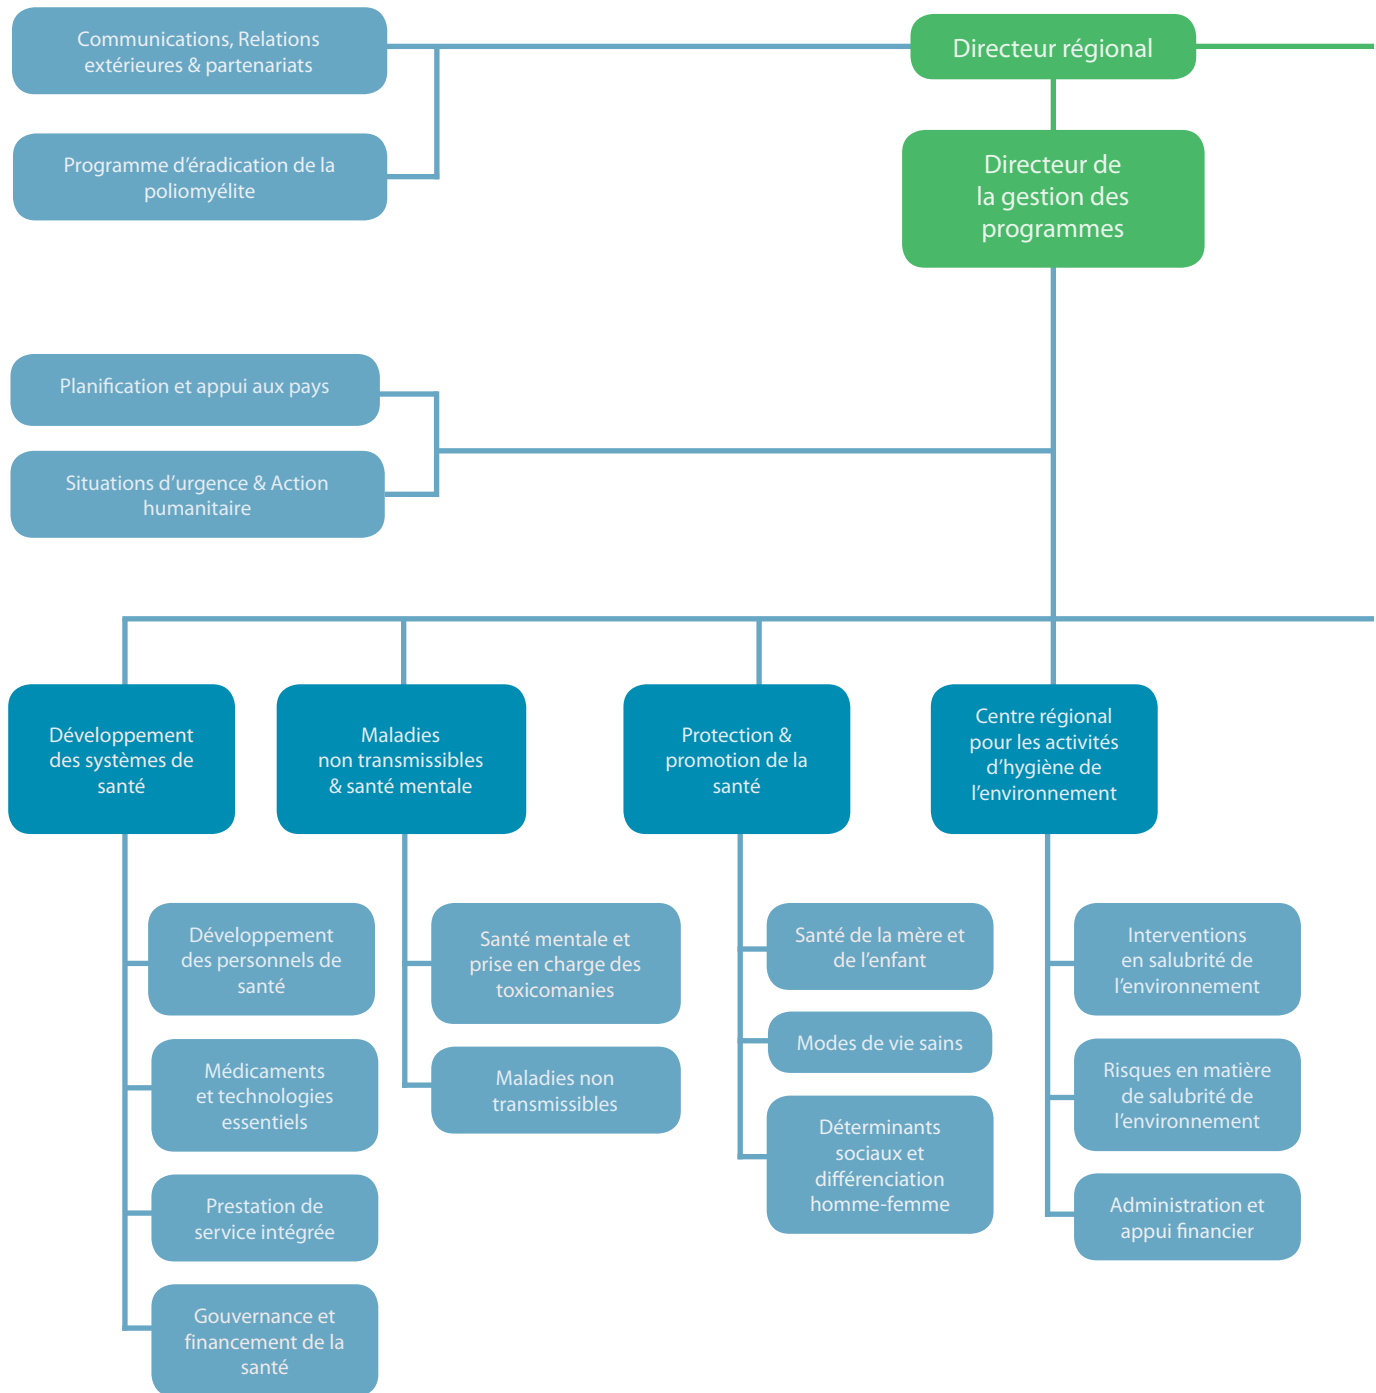 Communications, Relations
extérieures & partenariats
Directeur régional
Programme d'éradication de la
poliomyélite
Directeur de
la gestion des
programmes
Planification et appui aux pays
Situations d'urgence & Action
humanitaire
Développement
des systèmes de
santé
Maladies
non transmissibles
& santé mentale
Protection &
promotion de la
santé
Centre régional
pour les activités
d'hygiène de
l'environnement
Développement
des personnels de
santé
Médicaments
et technologies
essentiels
Prestation de
service intégrée
Gouvernance et
financement de la
santé
Santé mentale et
prise en charge des
toxicomanies
Maladies non
transmissibles
Santé de la mère et
de l'enfant
Modes de vie sains
Déterminants
sociaux et
différenciation
homme-femme
Interventions
en salubrité de
l'environnement
Risques en matière
de salubrité de
l'environnement
Administration et
appui financier